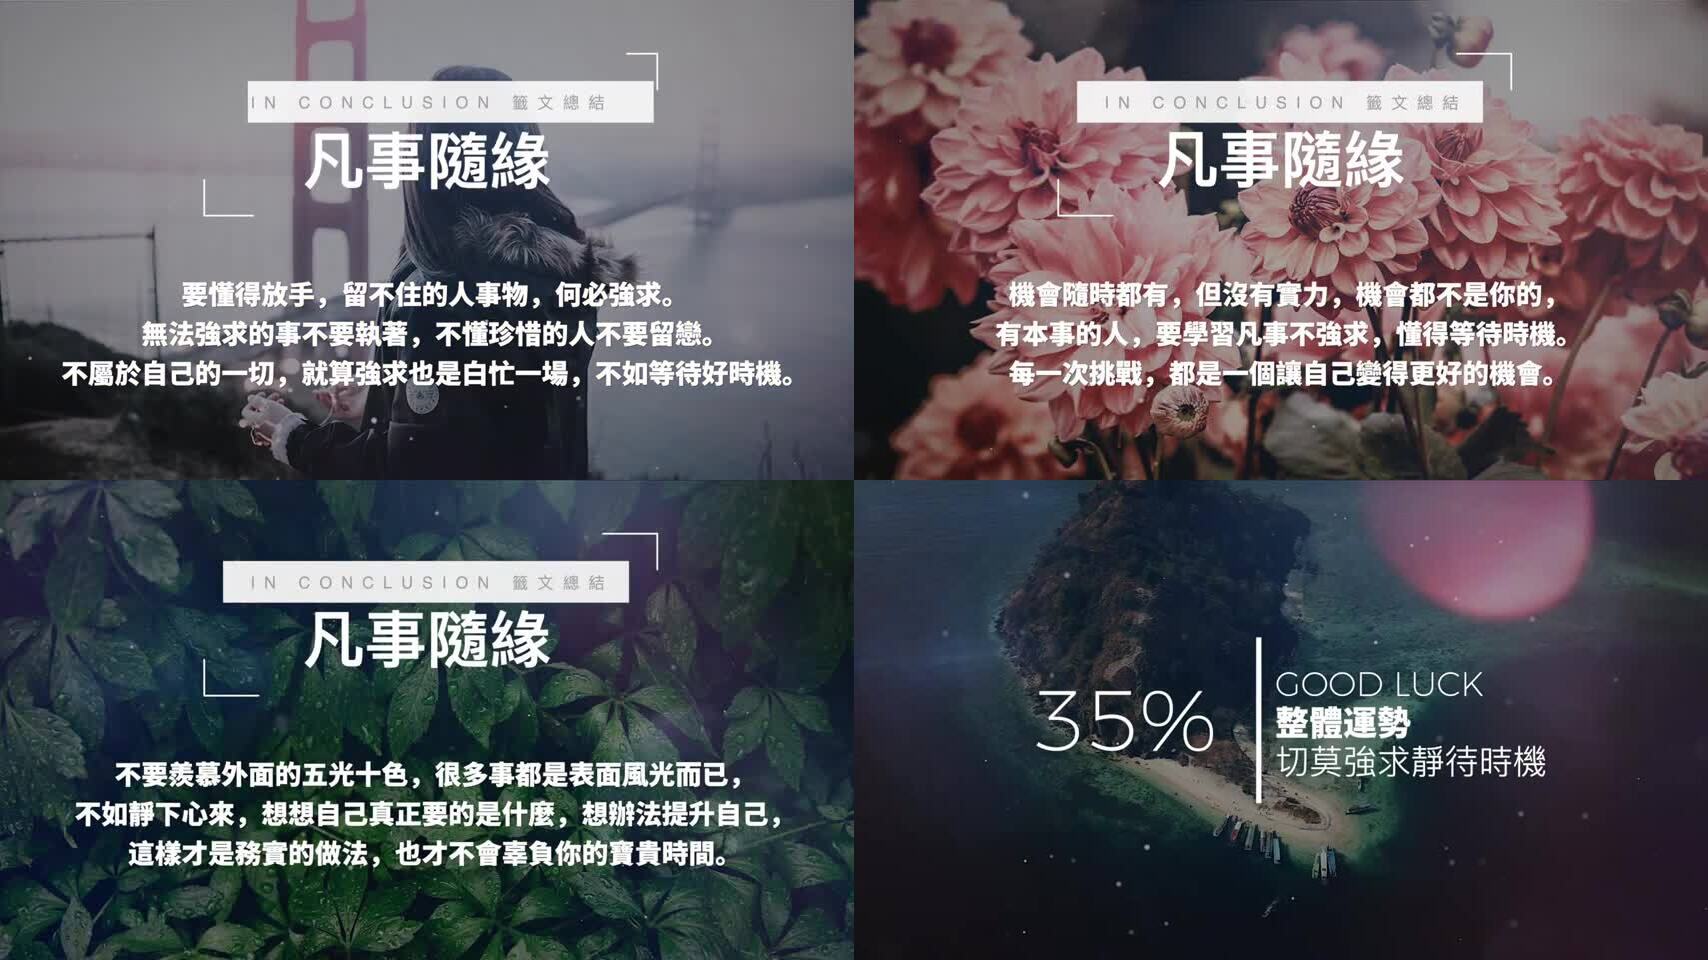 IN CONCLUSION 籤文總結
凡事隨緣
要懂得放手，留不住的人事物，何必強求。
無法強求的事不要執著，不懂珍惜的人不要留戀。
不屬於自己的一切，就算強求也是白忙一場，不如等待好時機。
IN CONCLUSION 籤文總結
凡事隨緣
機會隨時都有，但沒有實力，機會都不是你的，
有本事的人，要學習凡事不強求，懂得等待時機。
每一次挑戰，都是一個讓自己變得更好的機會。
IN CONCLUSION 籤文總結
凡事隨緣
不要羨慕外面的五光十色，很多事都是表面風光而已，
不如靜下心來，想想自己真正要的是什麼，想辦法提升自己，
這樣才是務實的做法，也才不會辜負你的寶貴時間。
35%
GOOD LUCK
整體運勢
切莫強求靜待時機